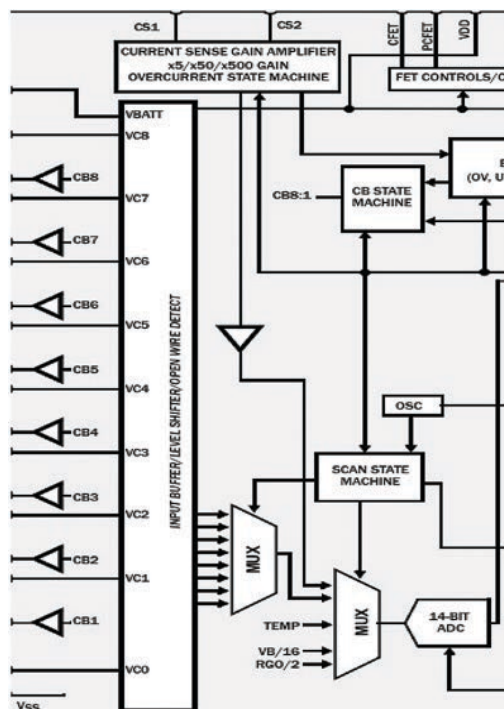 CS1
CS2
CURRENT SENSE GAIN AMPLIFIER
x5/x50/x500 GAIN
OVERCURRENT STATE MACHINE
CFET
PCFET
VDD
FET CONTROLS/C
VBATT
VC8
CB8
VC7
CB7
VC6
CB6
VC5
CB5
VC4
CB4
VC3
CB3
VC2
CB2
VC1
CB1
VC0
VSS
INPUT BUFFER/LEVEL SHIFTER/OPEN WIRE DETECT
CB8:1
CB STATE
MACHINE
(OV, U
OSC
SCAN STATE
MACHINE
MUX
MUX
TEMP
VB/16
RGO/2
14-BIT
ADC